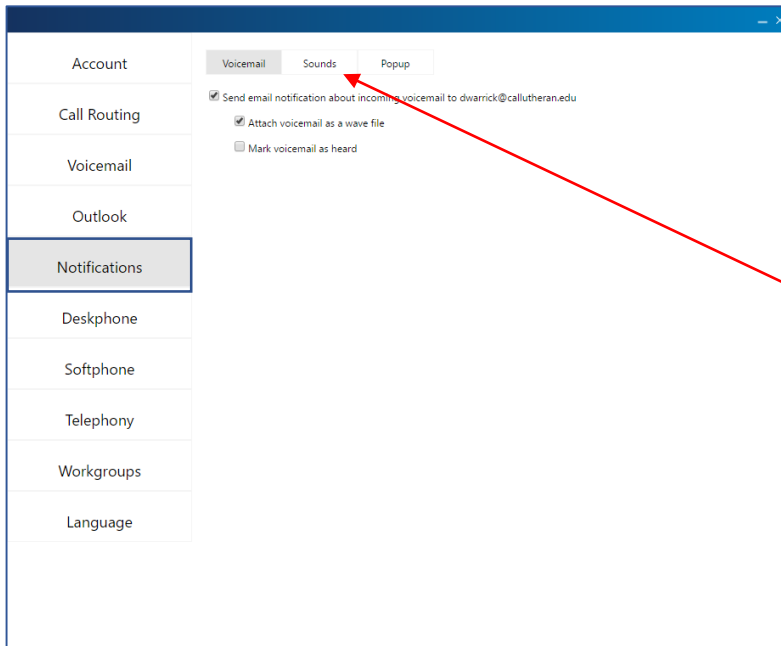 Account
Call Routing
Voicemail
Outlook
Notifications
Deskphone
Softphone
Telephony
Workgroups
Language
Voicemail Sounds Popup
Send email notification about incoming voicemail to dwarrick@callutheran.edu
Attach voicemail as a wave file
Mark voicemail as heard